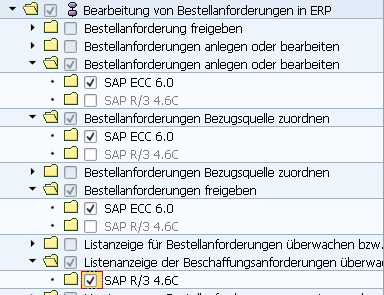 Bearbeitung von Bestellanforderungen in ERP
Bestellanforderung freigeben
Bestellanforderungen anlegen oder bearbeiten
Bestellanforderungen anlegen oder bearbeiten
SAP ECC 6.0
SAP R/3 4.6C
Bestellanforderungen Bezugsquelle zuordnen
SAP ECC 6.0
SAP R/3 4.6C
Bestellanforderungen Bezugsquelle zuordnen
Bestellanforderungen freigeben
SAP ECC 6.0
SAP R/3 4.6C
Listanzeige für Bestellanforderungen überwachen bzw.
Listenanzeige der Beschaffungsanforderungen überwa
SAP R/3 4.6C